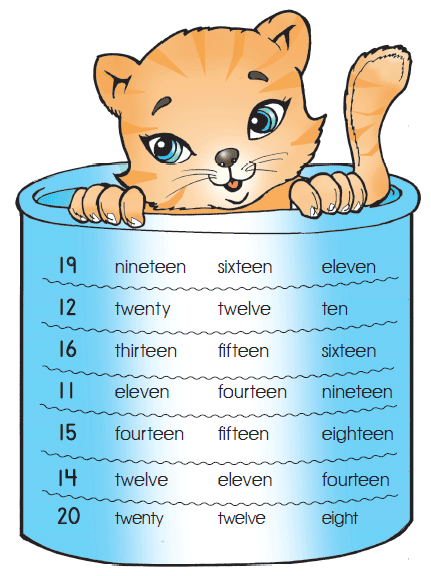 19 nineteen sixteen eleven
12 twenty twelve ten
16 thirteen fifteen sixteen
11 eleven fourteen nineteen
15 fourteen fifteen eighteen
14 twelve eleven fourteen
20 twenty twelve eight